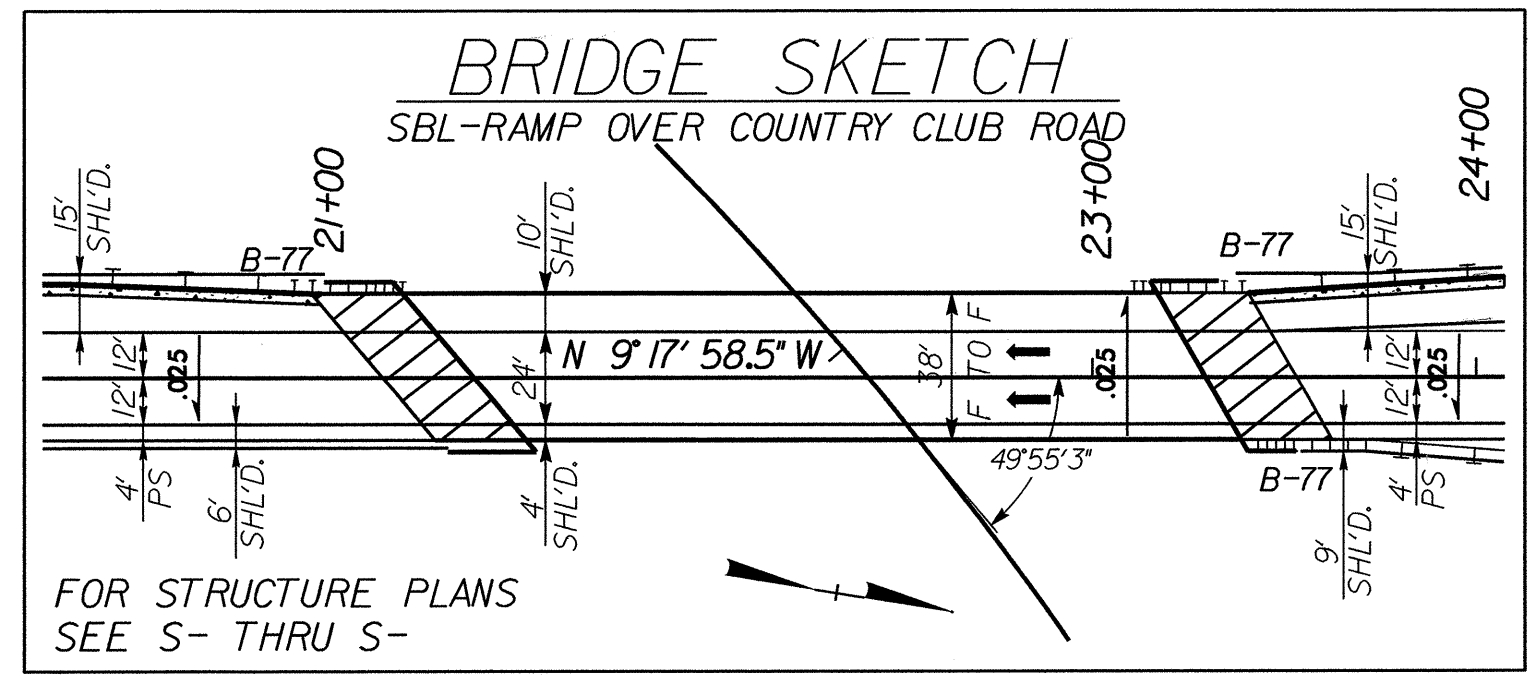 BRIDGE SKETCH
SBL-RAMP OVER COUNTRY CLUB ROAD
15'
SHL'D.
B-77
21+00
10'
SHL'D.
23+00
B-77
15'
SHL'D.
24+00
12'
12'
.025
24'
N 9° 17' 58.5" W
38'
F TO F
.025
12'
12'
.025
49°55'3"
4'
PS
6'
SHL'D.
4'
SHL'D.
B-77
9'
SHL'D.
4'
PS
FOR STRUCTURE PLANS
SEE S- THRU S-